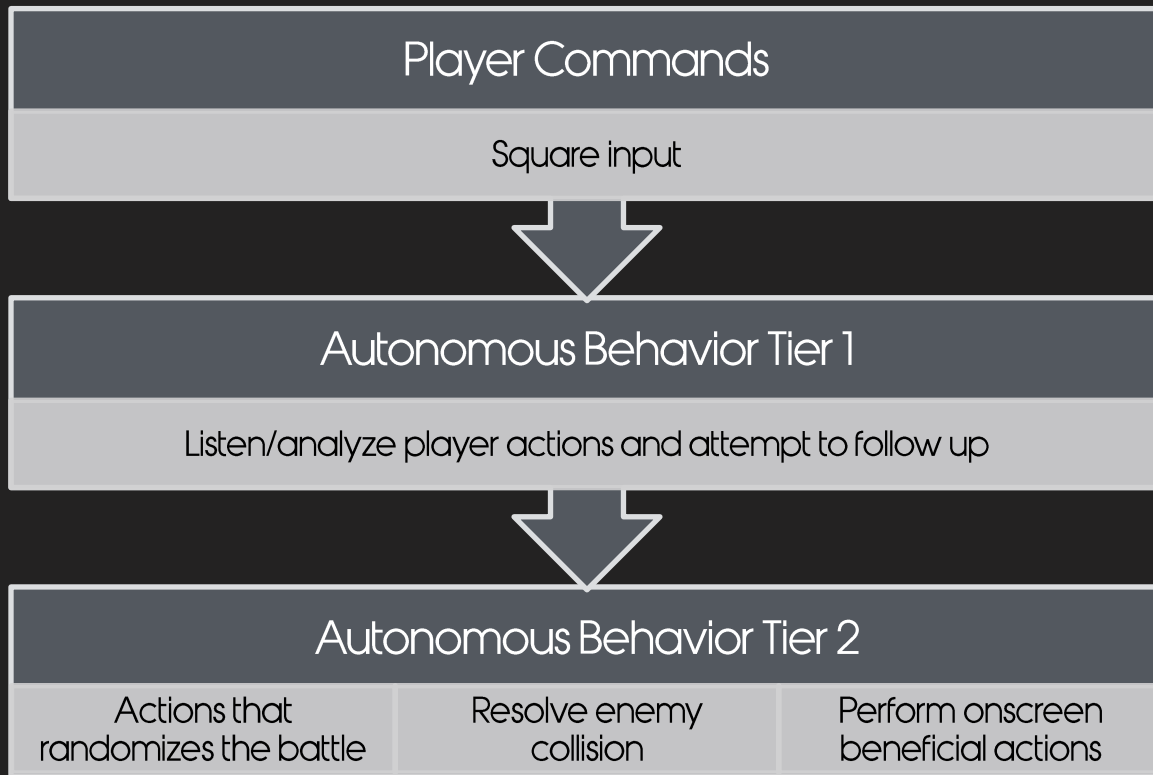 Player Commands
Square input
Autonomous Behavior Tier 1
Listen/analyze player actions and attempt to follow up
Autonomous Behavior Tier 2
Actions that
randomizes the battle
Resolve enemy
collision
Perform onscreen
beneficial actions